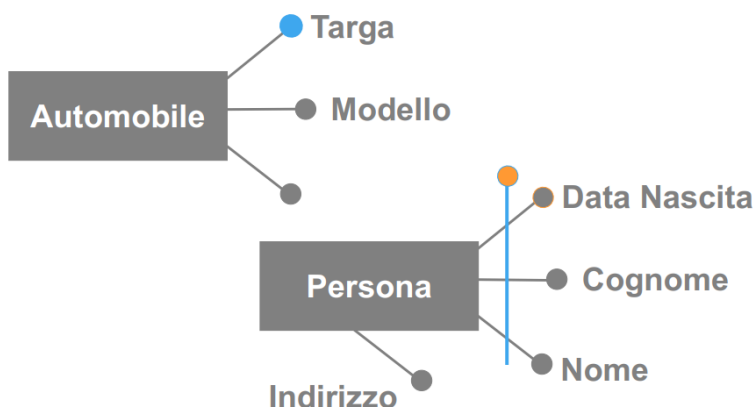 Targa
Automobile
Modello
Data Nascita
Persona
Cognome
Nome
Indirizzo